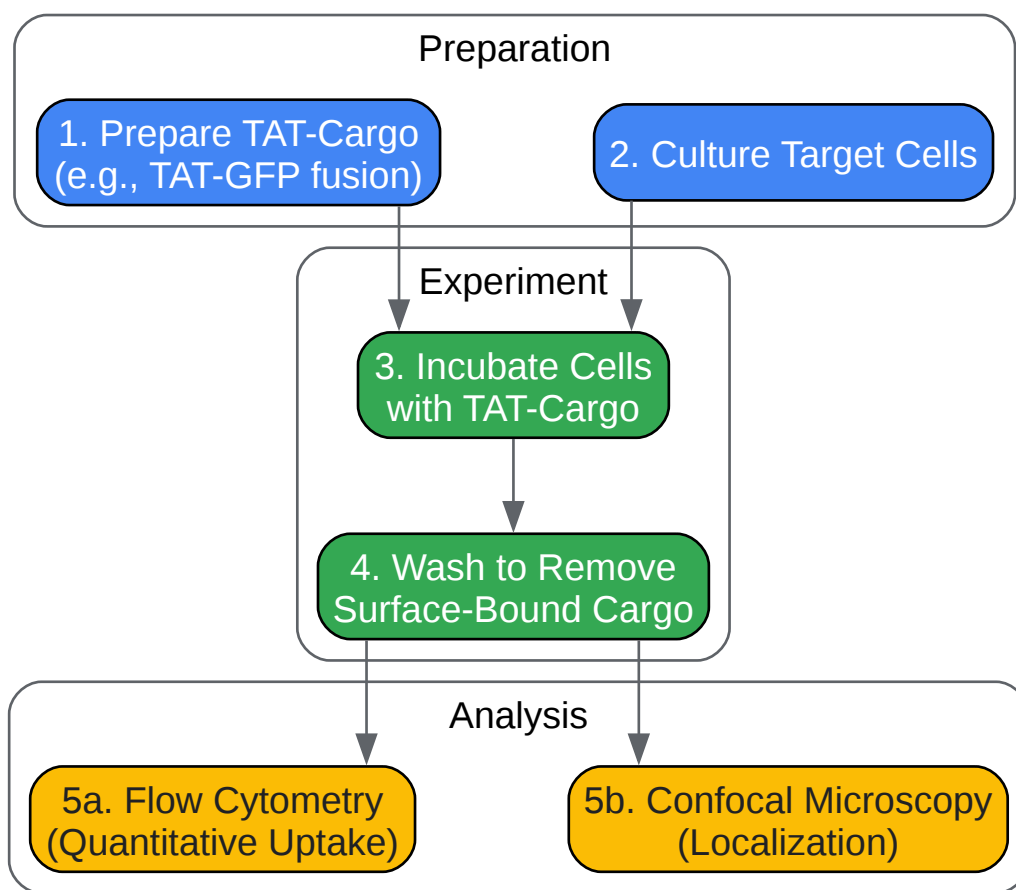 Preparation
1. Prepare TAT-Cargo
(e.g., TAT-GFP fusion)
2. Culture Target Cells
Experiment
3. Incubate Cells
with TAT-Cargo
4. Wash to Remove
Surface-Bound Cargo
Analysis
5a. Flow Cytometry
(Quantitative Uptake)
5b. Confocal Microscopy
(Localization)